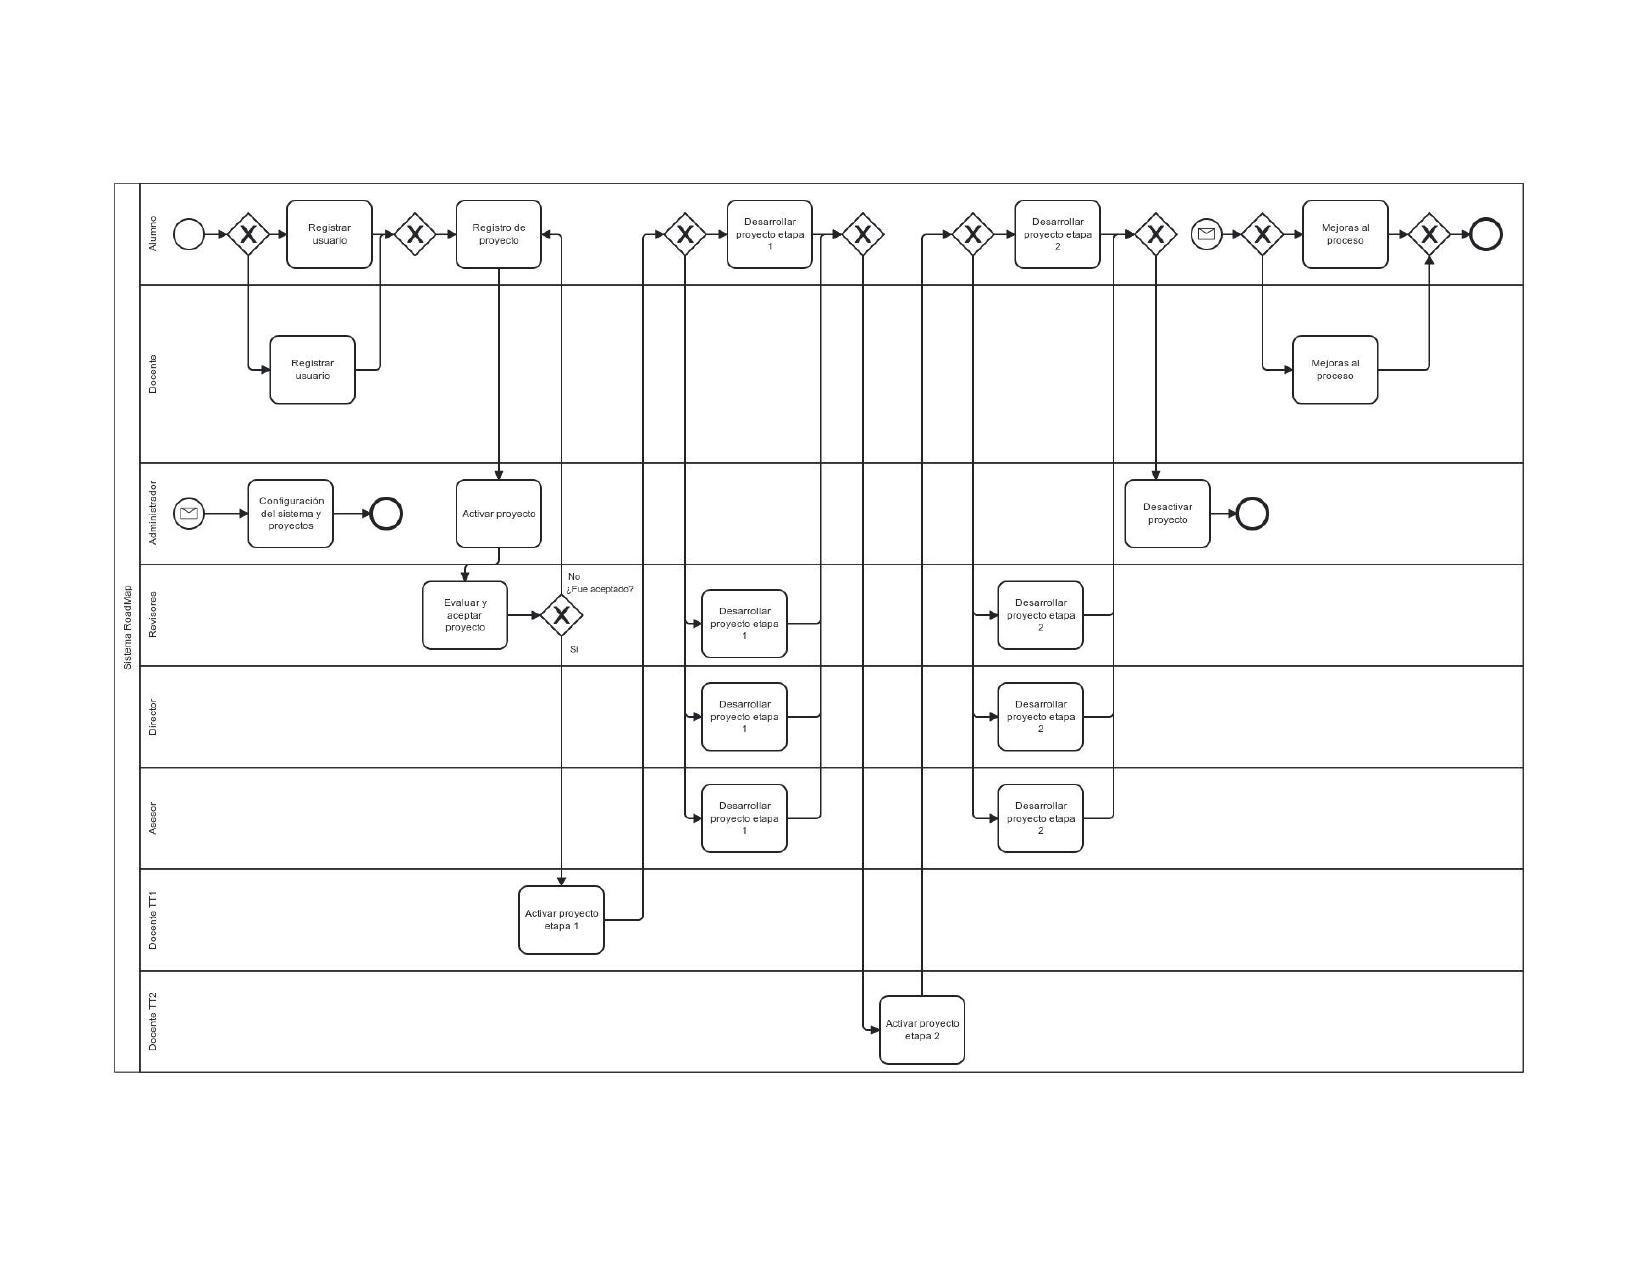 Sistema RoadMap
Alumno
Registrar
usuario
Registro de
proyecto
Desarrollar
proyecto etapa
1
Desarrollar
proyecto etapa
2
Mejoras al
proceso
Docente
Registrar
usuario
Mejoras al
proceso
Administrador
Configuración
del sistema y
proyectos
Activar proyecto
Desactivar
proyecto
Revisores
Evaluar y
aceptar
proyecto
No
¿Fue aceptado?
Si
Desarrollar
proyecto etapa
1
Desarrollar
proyecto etapa
2
Director
Desarrollar
proyecto etapa
1
Desarrollar
proyecto etapa
2
Asesor
Desarrollar
proyecto etapa
1
Desarrollar
proyecto etapa
2
Docente TT1
Activar proyecto
etapa 1
Docente TT2
Activar proyecto
etapa 2